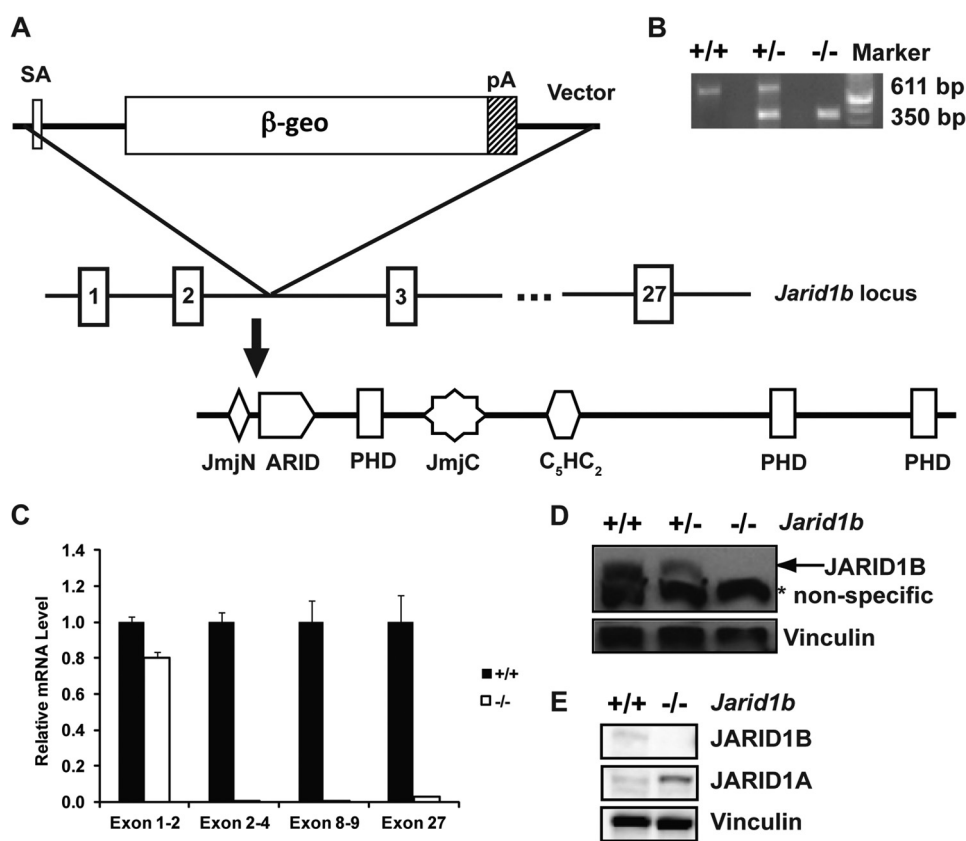 A
SA
pA
Vector
β-geo
1
2
3
...
27
Jarid1b locus
JmjN
ARID
PHD
JmjC
C₅HC₂
PHD
PHD
B
+/+ +/- -/- Marker
611 bp
350 bp
C
Relative mRNA Level
1.4
1.2
1.0
0.8
0.6
0.4
0.2
0.0
Exon 1-2
Exon 2-4
Exon 8-9
Exon 27
+/+
-/-
D
+/+ +/- -/- Jarid1b
JARID1B
* non-specific
Vinculin
E
+/+ -/- Jarid1b
JARID1B
JARID1A
Vinculin